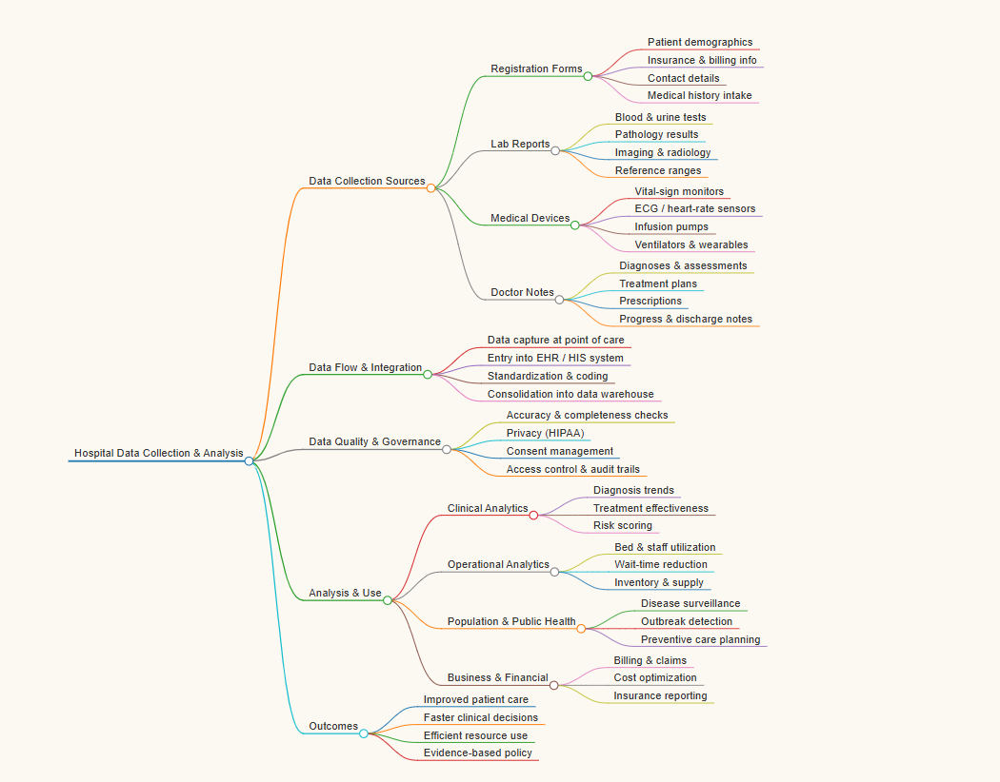 Hospital Data Collection & Analysis
Data Collection Sources
Registration Forms
Patient demographics
Insurance & billing info
Contact details
Medical history intake
Lab Reports
Blood & urine tests
Pathology results
Imaging & radiology
Reference ranges
Medical Devices
Vital-sign monitors
ECG / heart-rate sensors
Infusion pumps
Ventilators & wearables
Doctor Notes
Diagnoses & assessments
Treatment plans
Prescriptions
Progress & discharge notes
Data Flow & Integration
Data capture at point of care
Entry into EHR / HIS system
Standardization & coding
Consolidation into data warehouse
Data Quality & Governance
Accuracy & completeness checks
Privacy (HIPAA)
Consent management
Access control & audit trails
Analysis & Use
Clinical Analytics
Diagnosis trends
Treatment effectiveness
Risk scoring
Operational Analytics
Bed & staff utilization
Wait-time reduction
Inventory & supply
Population & Public Health
Disease surveillance
Outbreak detection
Preventive care planning
Business & Financial
Billing & claims
Cost optimization
Insurance reporting
Outcomes
Improved patient care
Faster clinical decisions
Efficient resource use
Evidence-based policy